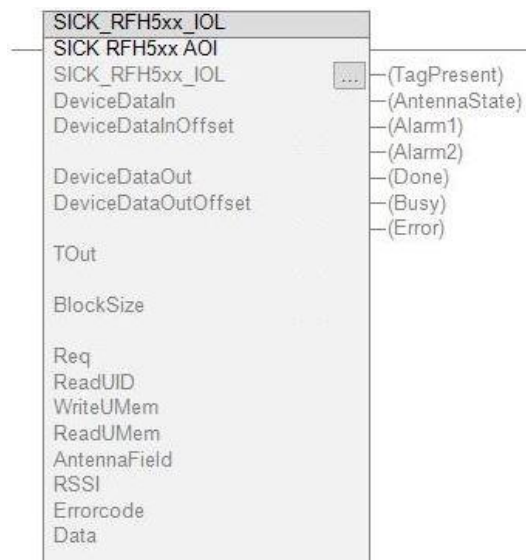 SICK_RFH5xx_IOL
SICK RFH5xx AOI
SICK_RFH5xx_IOL ... (TagPresent)
DeviceDataIn (AntennaState)
DeviceDataInOffset (Alarm1)
(Alarm2)
DeviceDataOut (Done)
DeviceDataOutOffset (Busy)
(Error)
TOut
BlockSize
Req
ReadUID
WriteUMem
ReadUMem
AntennaField
RSSI
Errorcode
Data